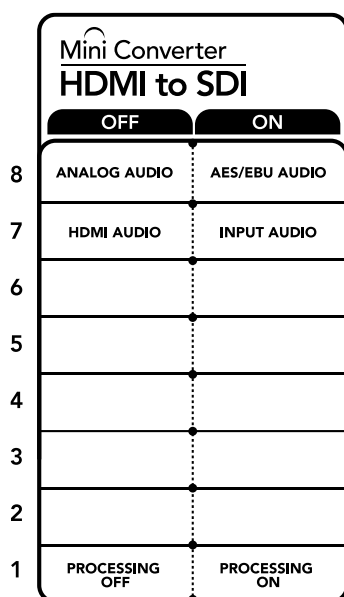 Mini Converter
HDMI to SDI
OFF ON
8 ANALOG AUDIO AES/EBU AUDIO
7 HDMI AUDIO INPUT AUDIO
6
5
4
3
2
1 PROCESSING OFF PROCESSING ON